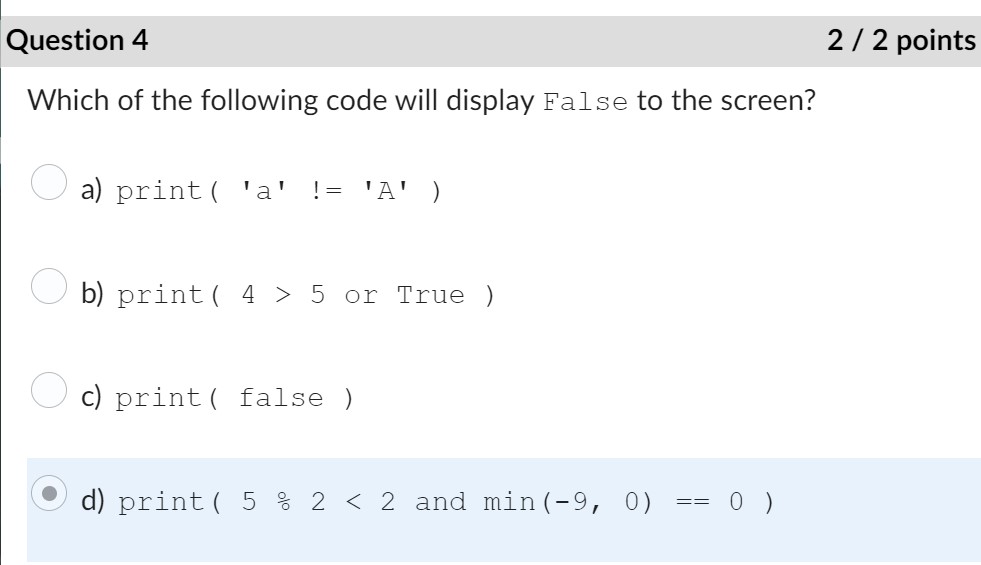 Question 4 2 / 2 points
Which of the following code will display False to the screen?
a) print( 'a' != 'A' )
b) print( 4 > 5 or True )
c) print( false )
d) print( 5 % 2 < 2 and min(-9, 0) == 0 )